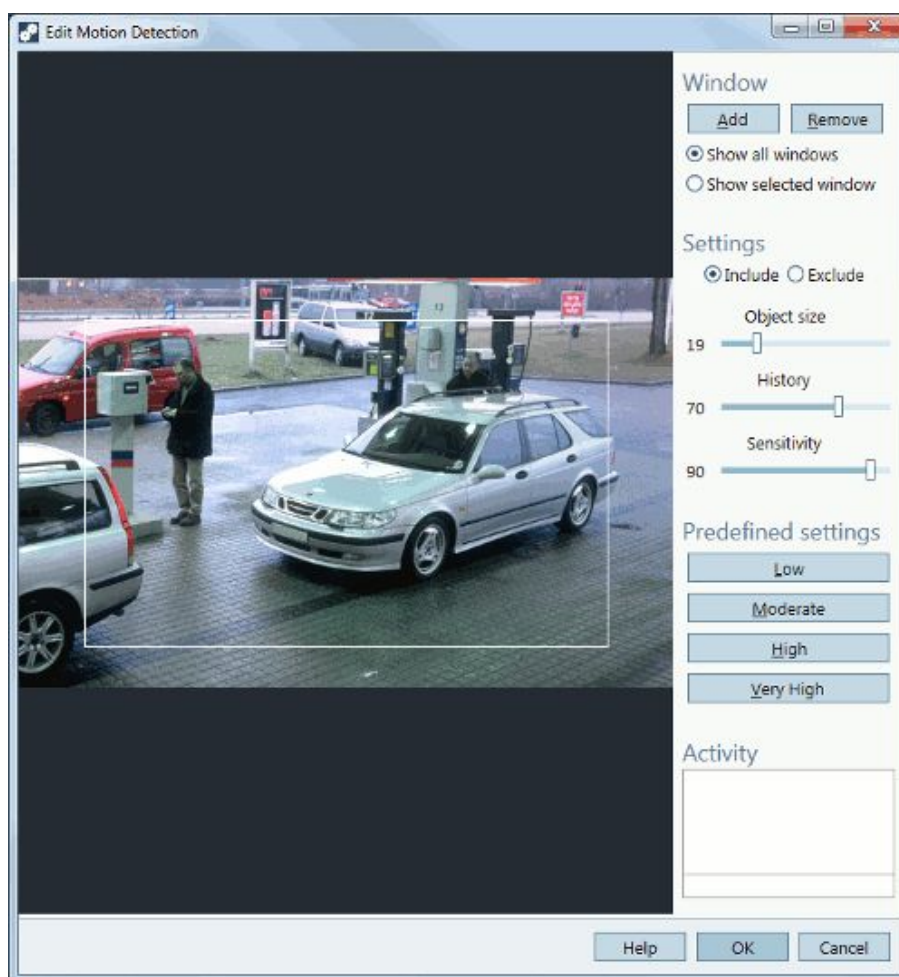 Edit Motion Detection
Window
Add Remove
Show all windows
Show selected window
Settings
Include Exclude
Object size
19
History
70
Sensitivity
90
Predefined settings
Low
Moderate
High
Very High
Activity
Help OK Cancel